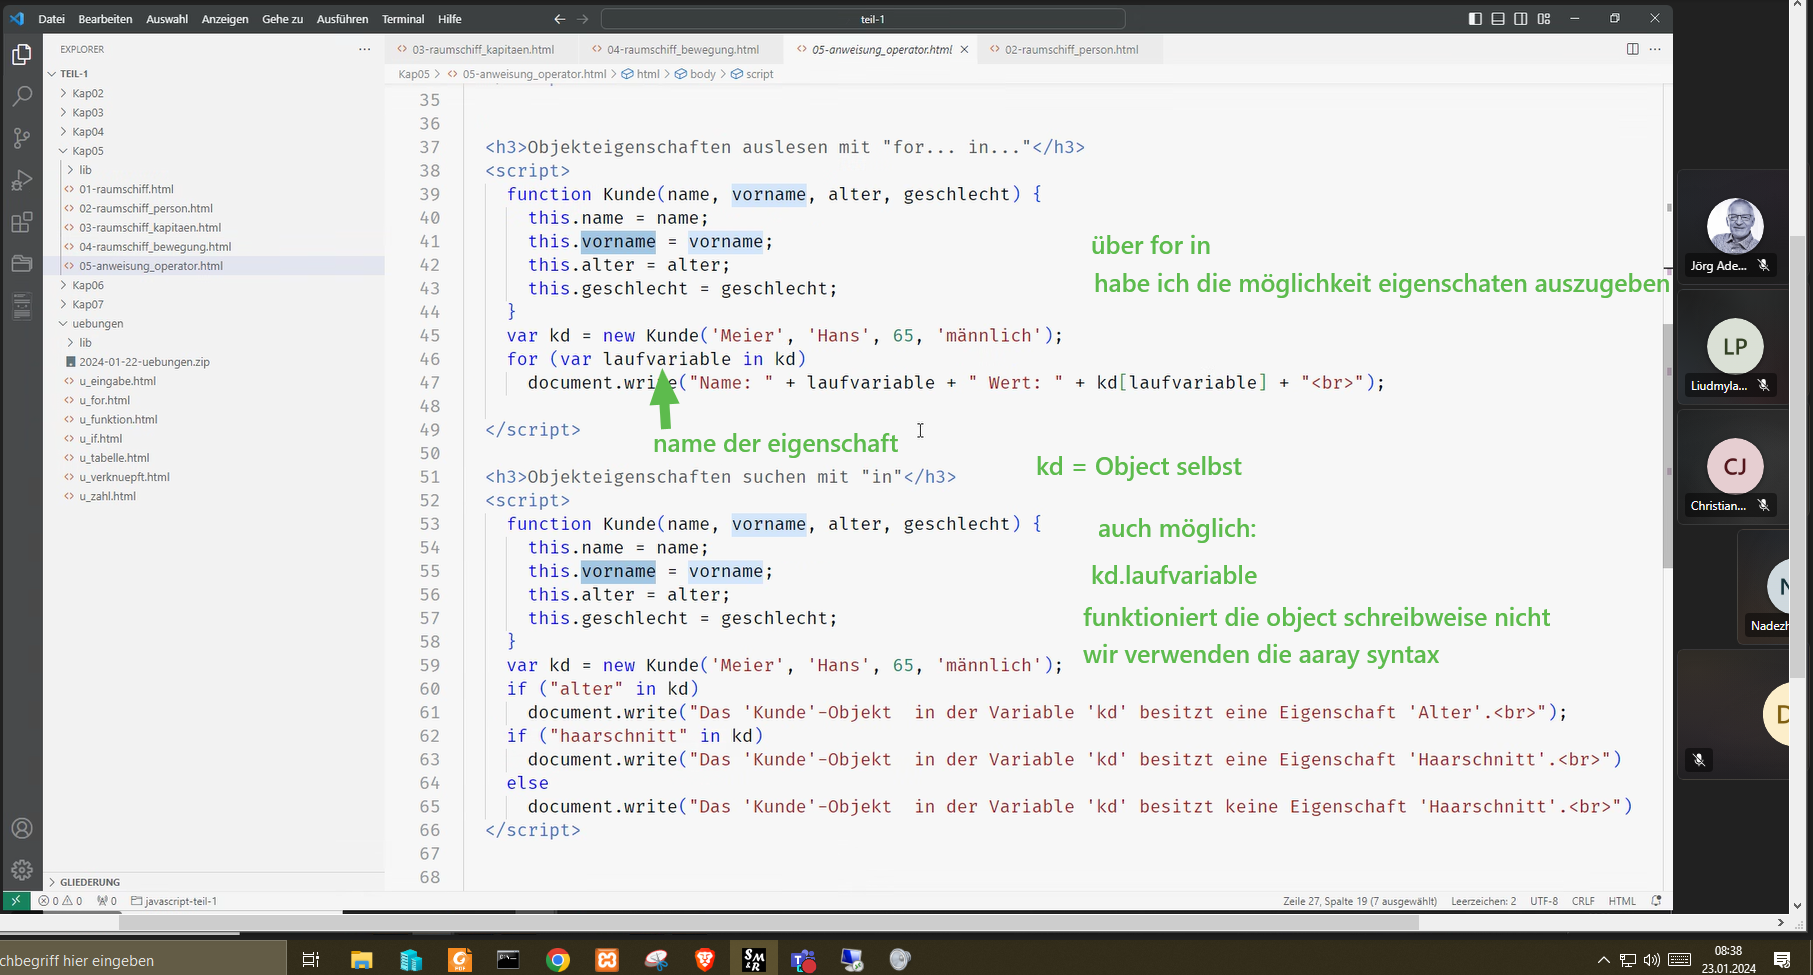 Datei Bearbeiten Auswahl Anzeigen Gehe zu Ausführen Terminal Hilfe
teil-1
EXPLORER
03-raumschiff_kapitaen.html
04-raumschiff_bewegung.html
05-anweisung_operator.html
02-raumschiff_person.html
Kap05 > 05-anweisung_operator.html > html > body > script
TEIL-1
Kap02
Kap03
Kap04
Kap05
lib
01-raumschiff.html
02-raumschiff_person.html
03-raumschiff_kapitaen.html
04-raumschiff_bewegung.html
05-anweisung_operator.html
Kap06
Kap07
uebungen
lib
2024-01-22-uebungen.zip
u_eingabe.html
u_for.html
u_funktion.html
u_if.html
u_tabelle.html
u_verknuepft.html
u_zahl.html
GLIEDERUNG
35
36
37 <h3>Objekteigenschaften auslesen mit "for... in..."</h3>
38 <script>
39 function Kunde(name, vorname, alter, geschlecht) {
40 this.name = name;
41 this.vorname = vorname;
42 this.alter = alter;
43 this.geschlecht = geschlecht;
44 }
45 var kd = new Kunde('Meier', 'Hans', 65, 'männlich');
46 for (var laufvariable in kd)
47 document.write("Name: " + laufvariable + " Wert: " + kd[laufvariable] + "<br>");
48
49 </script>
50
51 <h3>Objekteigenschaften suchen mit "in"</h3>
52 <script>
53 function Kunde(name, vorname, alter, geschlecht) {
54 this.name = name;
55 this.vorname = vorname;
56 this.alter = alter;
57 this.geschlecht = geschlecht;
58 }
59 var kd = new Kunde('Meier', 'Hans', 65, 'männlich');
60 if ("alter" in kd)
61 document.write("Das 'Kunde'-Objekt  in der Variable 'kd' besitzt eine Eigenschaft 'Alter'.<br>");
62 if ("haarschnitt" in kd)
63 document.write("Das 'Kunde'-Objekt  in der Variable 'kd' besitzt eine Eigenschaft 'Haarschnitt'.<br>")
64 else
65 document.write("Das 'Kunde'-Objekt  in der Variable 'kd' besitzt keine Eigenschaft 'Haarschnitt'.<br>")
66 </script>
67
68
über for in
habe ich die möglichkeit eigenschaten auszugeben
name der eigenschaft
kd = Object selbst
auch möglich:
kd.laufvariable
funktioniert die object schreibweise nicht
wir verwenden die aaray syntax
Jörg Ade...
LP
Liudmyla...
CJ
Christian...
N
Nadezh
D
0 0 0 javascript-teil-1
Zeile 27, Spalte 19 (7 ausgewählt) Leerzeichen: 2 UTF-8 CRLF HTML
chbegriff hier eingeben
08:38
23.01.2024